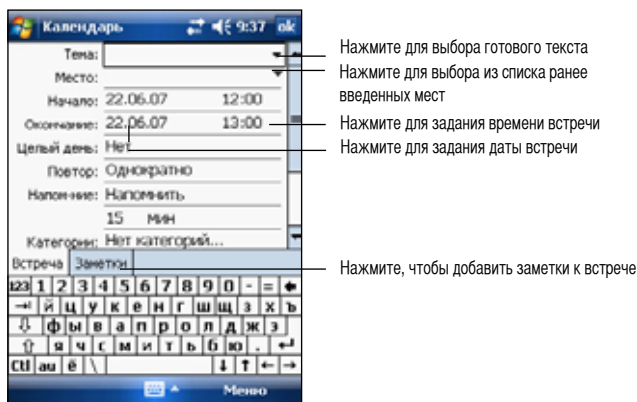 Календарь 9:37 ok
Тема:
Место:
Начало: 22.06.07 12:00
Окончание: 22.06.07 13:00
Целый день: Нет
Повтор: Однократно
Напом-ние: Напомнить
15 мин
Категории: Нет категорий...
Встреча Заметки
123 1 2 3 4 5 6 7 8 9 0 - =
й ц у к е н г ш щ з х ъ
ф ы в а п р о л д ж э
я ч с м и т ь б ю .
Ctl au ё \
Меню
Нажмите для выбора готового текста
Нажмите для выбора из списка ранее
введенных мест
Нажмите для задания времени встречи
Нажмите для задания даты встречи
Нажмите, чтобы добавить заметки к встрече